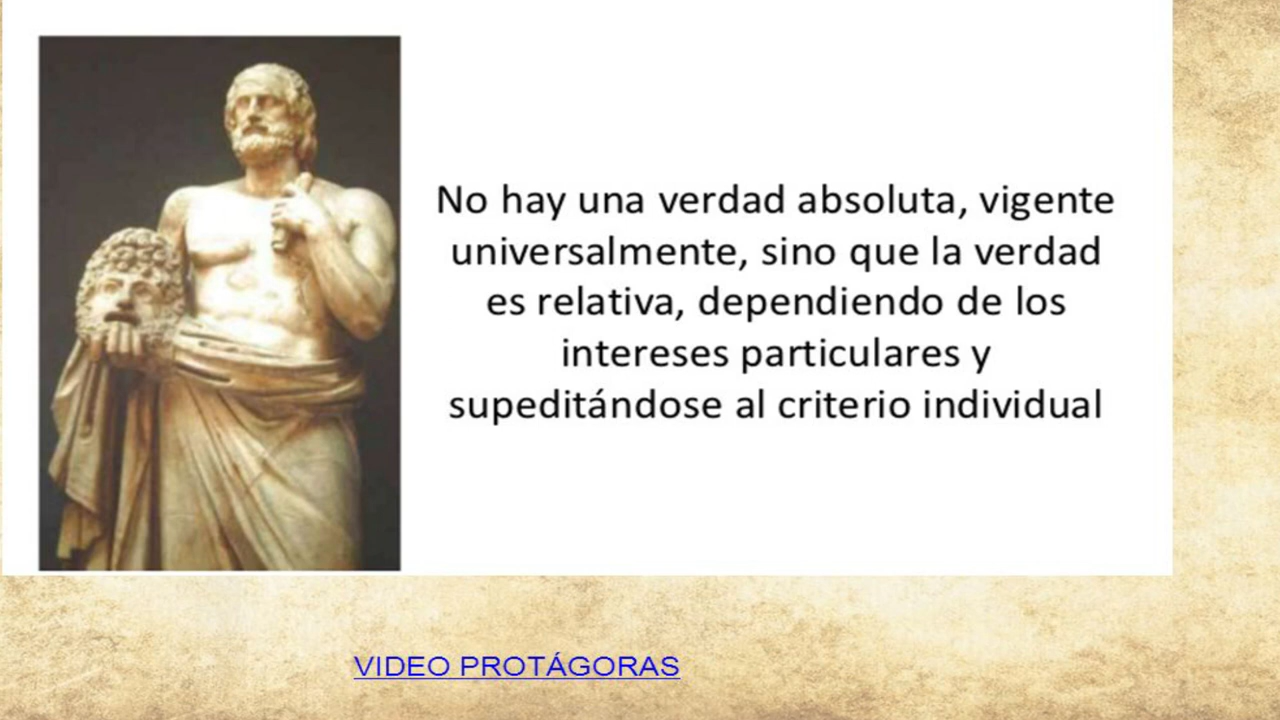 No hay una verdad absoluta, vigente
universalmente, sino que la verdad
es relativa, dependiendo de los
intereses particulares y
supeditándose al criterio individual
VIDEO PROTÁGORAS